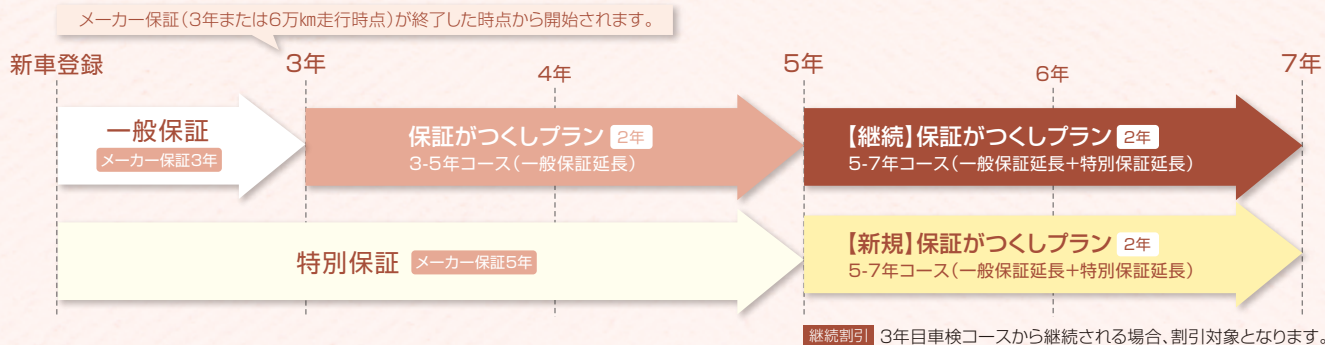 メーカー保証(3年または6万km走行時点)が終了した時点から開始されます。
新車登録
3年
4年
5年
6年
7年
一般保証
メーカー保証3年
保証がつくしプラン 2年
3-5年コース(一般保証延長)
【継続】保証がつくしプラン 2年
5-7年コース(一般保証延長+特別保証延長)
特別保証 メーカー保証5年
【新規】保証がつくしプラン 2年
5-7年コース(一般保証延長+特別保証延長)
継続割引 3年目車検コースから継続される場合、割引対象となります。